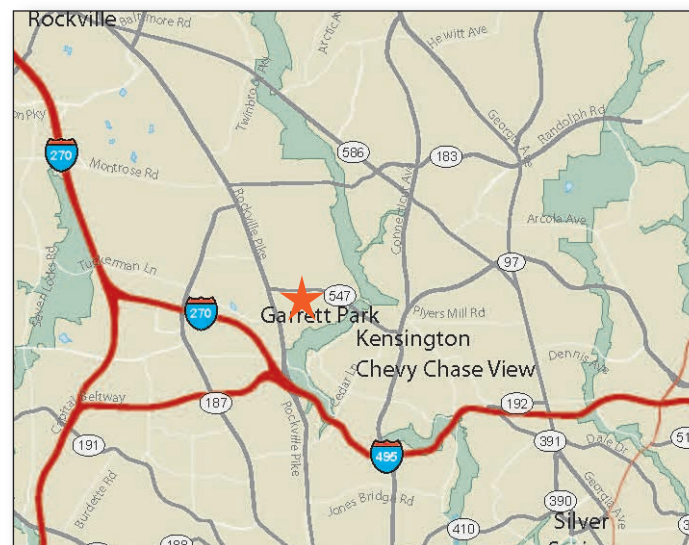 Rockville
Baltimore Rd
Arctic Ave
Hewitt Ave
Twinbrook
Pky
586
183
Georgia Ave
Randolph Rd
270
Montrose Rd
Rockville Pike
Connecticut Ave
Arcola Ave
Seven Locks Rd
Tuckerman Ln
97
547
270
Garrett Park
Plyers Mill Rd
Kensington
Chevy Chase View
Cedar Ln
Dennis Ave
Capital Beltway
187
192
Rockville Pike
191
495
391
Dale Dr
Burdette Rd
Jones Bridge Rd
390
Georgia Ave
410
Silver
188